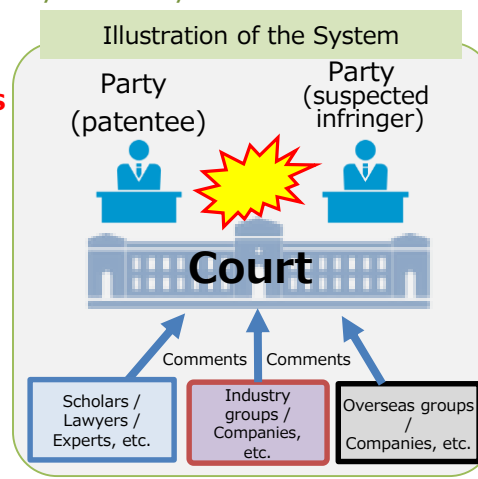 Illustration of the System
Party
(patentee)
Party
(suspected
infringer)
s
Court
Comments
Comments
Scholars /
Lawyers /
Experts, etc.
Industry
groups /
Companies,
etc.
Overseas groups
/
Companies, etc.